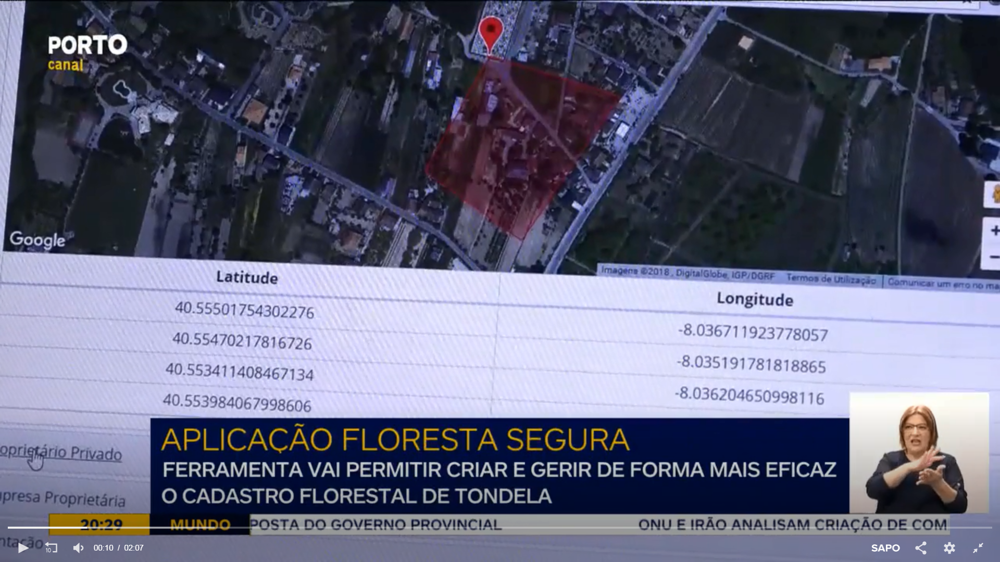 PORTO
canal
Google
Imagens ©2018, DigitalGlobe, IGP/DGRF
Termos de Utilização
Comunicar um erro no ma
Latitude
Longitude
40.55501754302276
-8.036711923778057
40.55470217816726
-8.035191781818865
40.553411408467134
-8.036204650998116
40.553984067998606
oprietário Privado
presa Proprietária
ntação
APLICAÇÃO FLORESTA SEGURA
FERRAMENTA VAI PERMITIR CRIAR E GERIR DE FORMA MAIS EFICAZ
O CADASTRO FLORESTAL DE TONDELA
20:29
MUNDO
POSTA DO GOVERNO PROVINCIAL
ONU E IRÃO ANALISAM CRIAÇÃO DE COM
10
00:10 / 02:07
SAPO